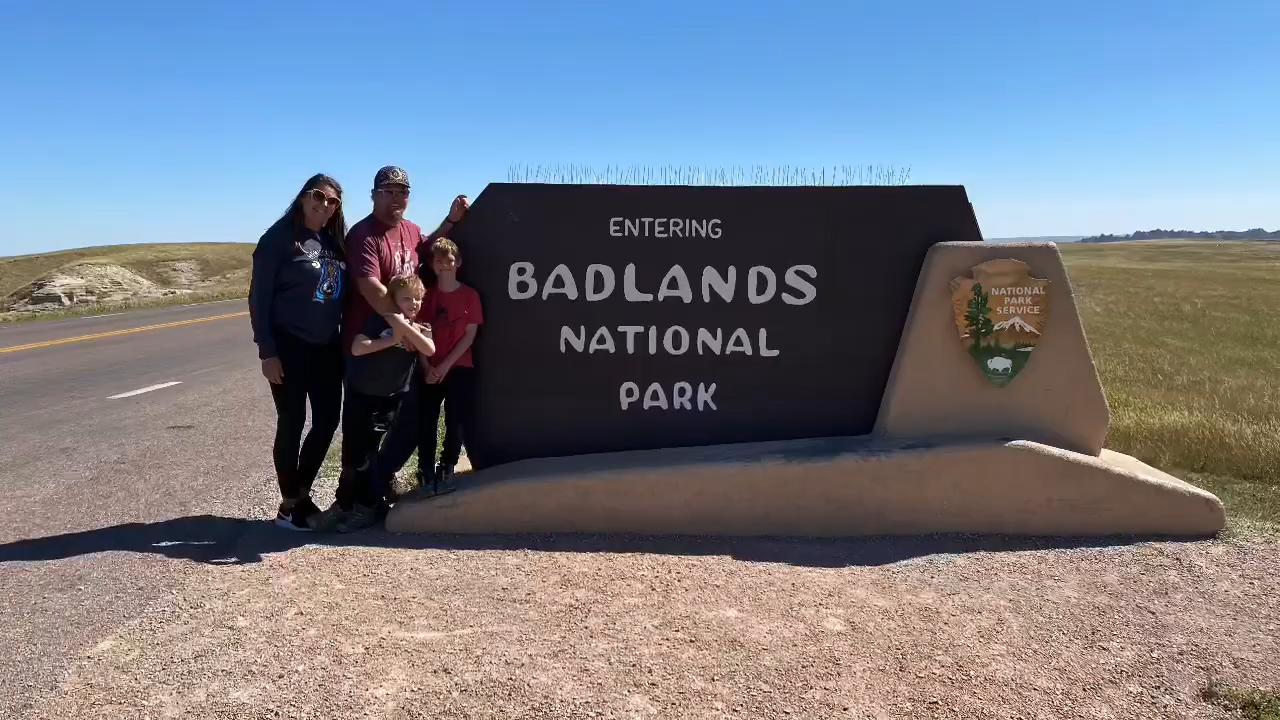 ENTERING
BADLANDS
NATIONAL
PARK
NATIONAL
PARK
SERVICE